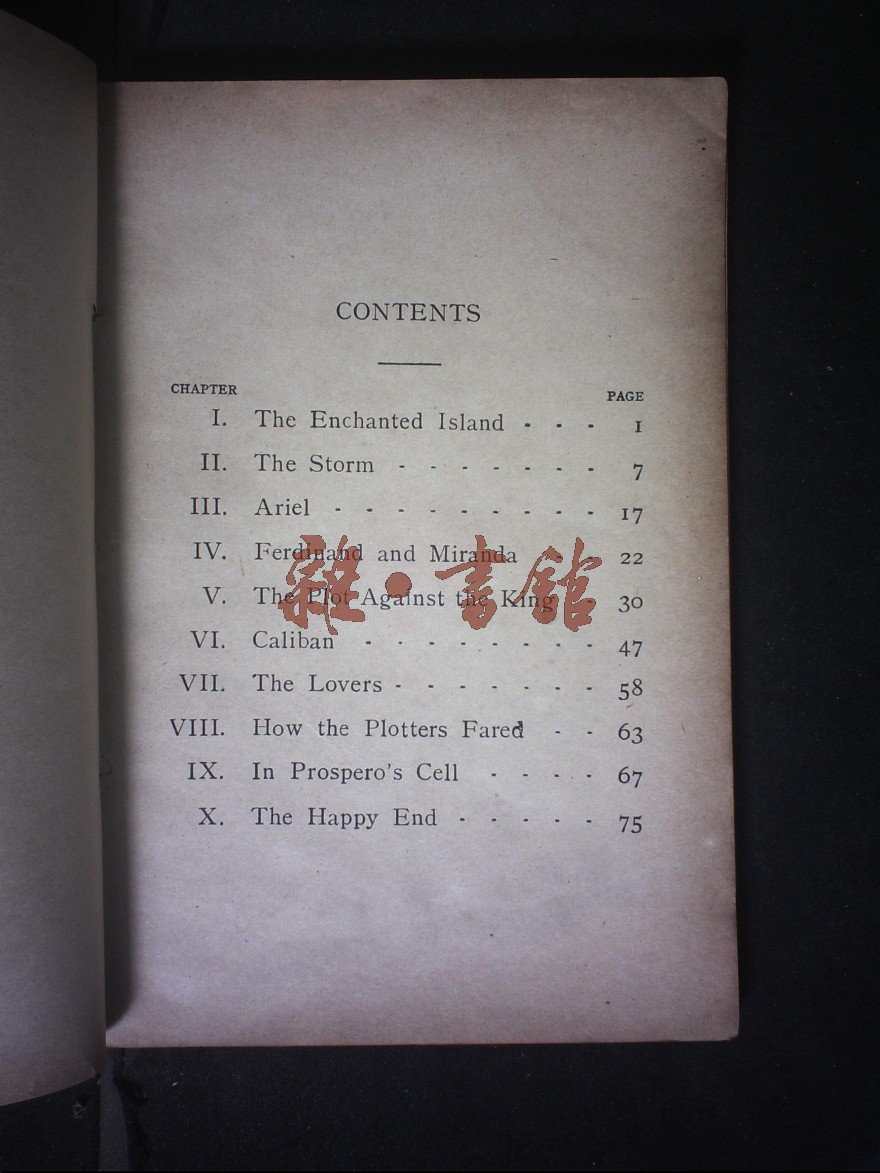 CONTENTS
CHAPTER PAGE
I. The Enchanted Island - - - 1
II. The Storm - - - - - - - 7
III. Ariel - - - - - - - - - 17
IV. Ferdinand and Miranda - - 22
V. The Plot Against the King 30
VI. Caliban - - - - - - - - 47
VII. The Lovers - - - - - - - 58
VIII. How the Plotters Fared - - 63
IX. In Prospero's Cell - - - - 67
X. The Happy End - - - - - 75
雜·書館